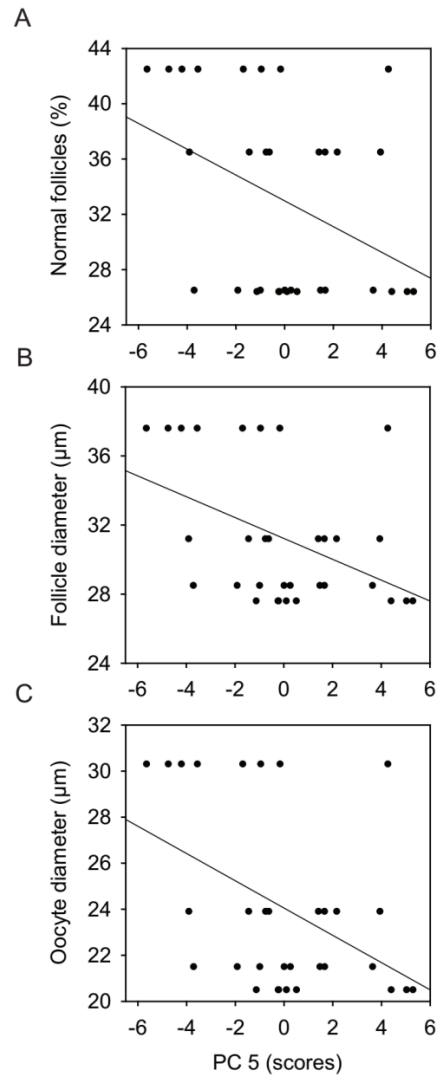 A
Normal follicles (%)
44
40
36
32
28
24
-6 -4 -2 0 2 4 6
B
Follicle diameter (µm)
40
36
32
28
24
-6 -4 -2 0 2 4 6
C
Oocyte diameter (µm)
32
30
28
26
24
22
20
-6 -4 -2 0 2 4 6
PC 5 (scores)